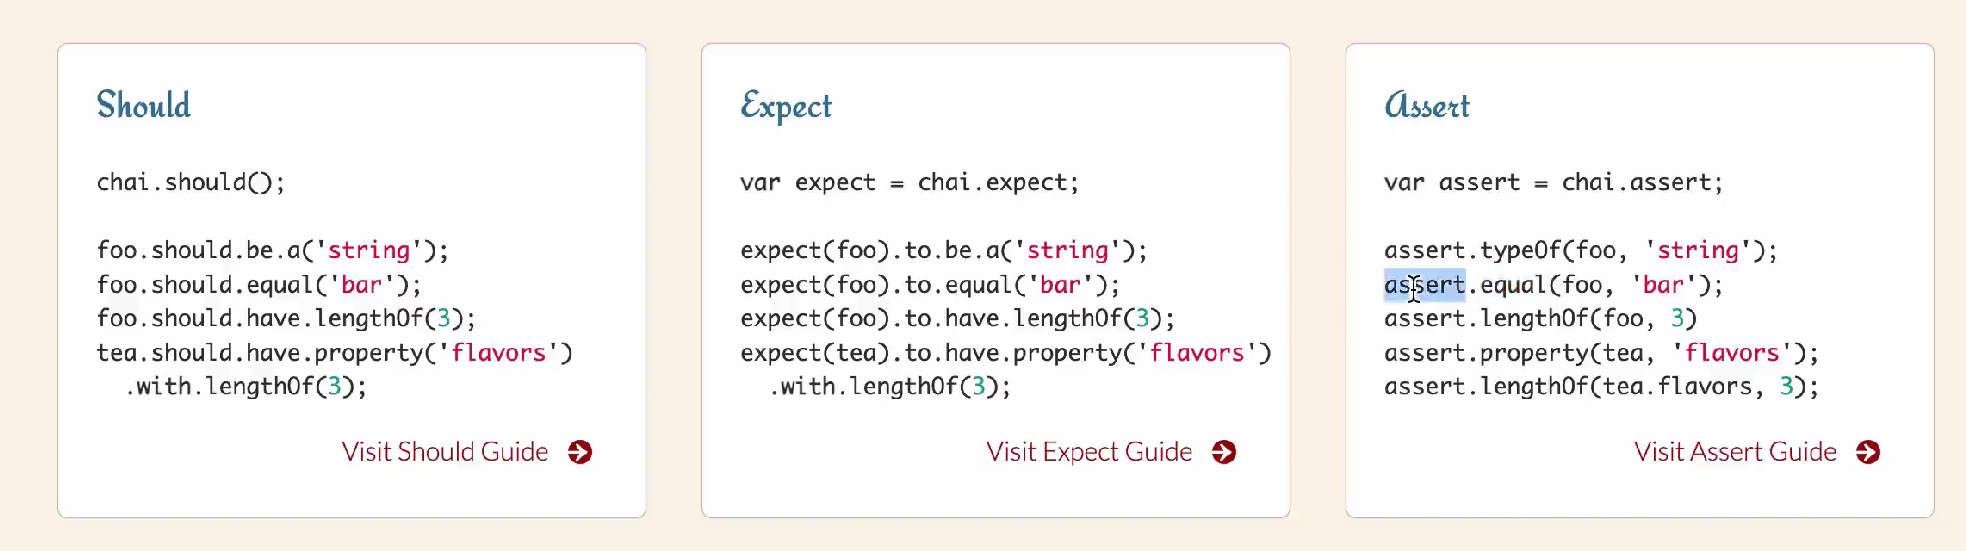 Should
chai.should();
foo.should.be.a('string');
foo.should.equal('bar');
foo.should.have.lengthOf(3);
tea.should.have.property('flavors')
.with.lengthOf(3);
Visit Should Guide
Expect
var expect = chai.expect;
expect(foo).to.be.a('string');
expect(foo).to.equal('bar');
expect(foo).to.have.lengthOf(3);
expect(tea).to.have.property('flavors')
.with.lengthOf(3);
Visit Expect Guide
Assert
var assert = chai.assert;
assert.typeOf(foo, 'string');
assert.equal(foo, 'bar');
assert.lengthOf(foo, 3)
assert.property(tea, 'flavors');
assert.lengthOf(tea.flavors, 3);
Visit Assert Guide